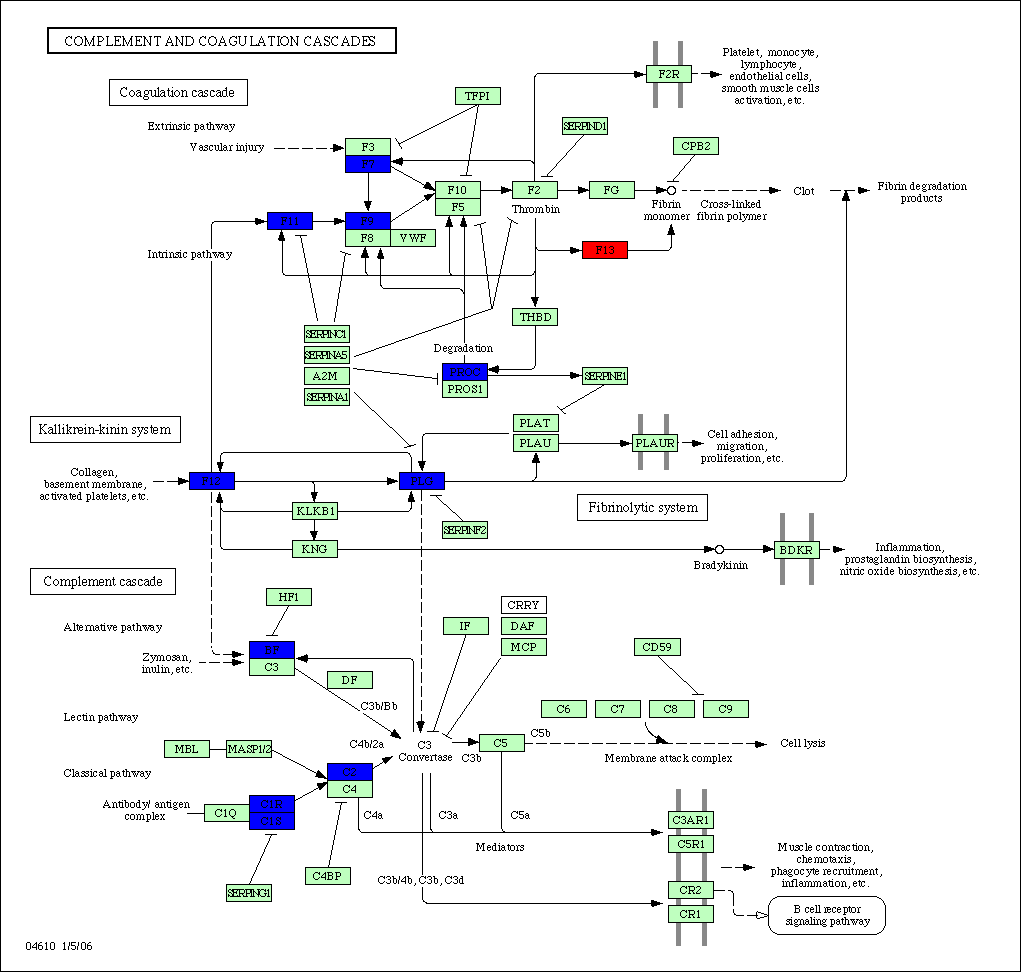 COMPLEMENT AND COAGULATION CASCADES
Platelet, monocyte,
lymphocyte,
endothelial cells,
smooth muscle cells
activation, etc.
F2R
Coagulation cascade
TFPI
Extrinsic pathway
SERPIND1
Vascular injury
F3
F7
CPB2
F10
F5
F2
Thrombin
FG
Fibrin
monomer
Cross-linked
fibrin polymer
Clot
Fibrin degradation
products
F11
F9
F8
VWF
F13
Intrinsic pathway
THBD
SERPINC1
SERPINA5
A2M
SERPINA1
Degradation
PROC
PROS1
SERPINE1
PLAT
PLAU
PLAUR
Cell adhesion,
migration,
proliferation, etc.
Kallikrein-kinin system
Collagen,
basement membrane,
activated platelets, etc.
F12
PLG
KLKB1
SERPINF2
Fibrinolytic system
KNG
Bradykinin
BDKR
Inflammation,
prostaglandin biosynthesis,
nitric oxide biosynthesis, etc.
Complement cascade
HF1
CRRY
IF
DAF
MCP
CD59
Alternative pathway
Zymosan,
inulin, etc.
BF
C3
DF
C3b/Bb
Lectin pathway
C6
C7
C8
C9
MBL
MASP1/2
C4b/2a
C3
Convertase
C3b
C5
C5b
Membrane attack complex
Cell lysis
Classical pathway
C2
C4
Antibody/ antigen
complex
C1Q
C1R
C1S
C4a
C3a
C5a
Mediators
C3AR1
C5R1
Muscle contraction,
chemotaxis,
phagocyte recruitment,
inflammation, etc.
SERPING1
C4BP
C3b/4b, C3b, C3d
CR2
CR1
B cell receptor
signaling pathway
04610 1/5/06